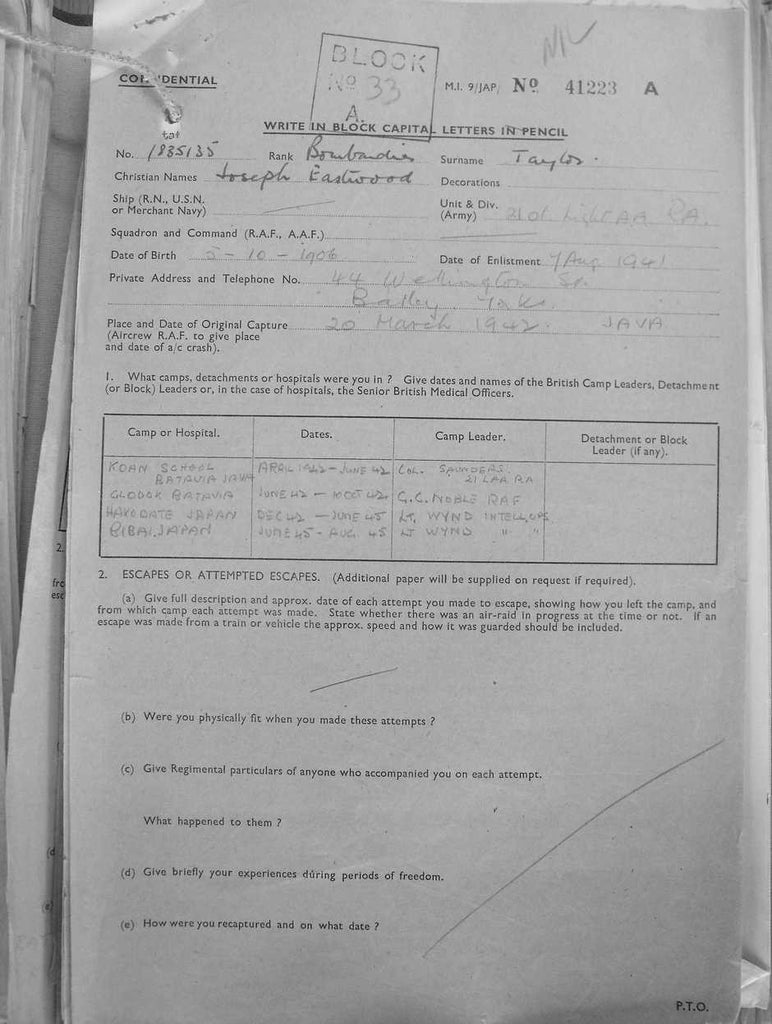 CONFIDENTIAL
BLOCK
No 33
A.
M.I. 9/JAP/ No 41223 A
WRITE IN BLOCK CAPITAL LETTERS IN PENCIL
No. 1835135 Rank Bombardier Surname Taylor.
Christian Names Joseph Eastwood Decorations
Ship (R.N., U.S.N.
or Merchant Navy)
Unit & Div.
(Army) 21st Light AA RA.
Squadron and Command (R.A.F., A.A.F.)
Date of Birth 5-10-1906 Date of Enlistment 7 Aug 1941
Private Address and Telephone No. 44 Wellington St.
Batley Yorks.
Place and Date of Original Capture 20 March 1942. JAVA
(Aircrew R.A.F. to give place
and date of a/c crash).
1. What camps, detachments or hospitals were you in ? Give dates and names of the British Camp Leaders, Detachment
(or Block) Leaders or, in the case of hospitals, the Senior British Medical Officers.
Camp or Hospital. Dates. Camp Leader. Detachment or Block
Leader (if any).
KOAN SCHOOL APRIL 1942-JUNE 42 COL. SAUNDERS.
BATAVIA JAVA 21 LAA RA
GLODOK BATAVIA JUNE 42 - 10 OCT 42 G.C. NOBLE RAF
HAKODATE JAPAN DEC 42 - JUNE 45 LT. WYND INTELL. CPS
BIBAI. JAPAN JUNE 45 - AUG. 45 LT WYND " "
2. ESCAPES OR ATTEMPTED ESCAPES. (Additional paper will be supplied on request if required).
(a) Give full description and approx. date of each attempt you made to escape, showing how you left the camp, and
from which camp each attempt was made. State whether there was an air-raid in progress at the time or not. If an
escape was made from a train or vehicle the approx. speed and how it was guarded should be included.
(b) Were you physically fit when you made these attempts ?
(c) Give Regimental particulars of anyone who accompanied you on each attempt.
What happened to them ?
(d) Give briefly your experiences during periods of freedom.
(e) How were you recaptured and on what date ?
P.T.O.